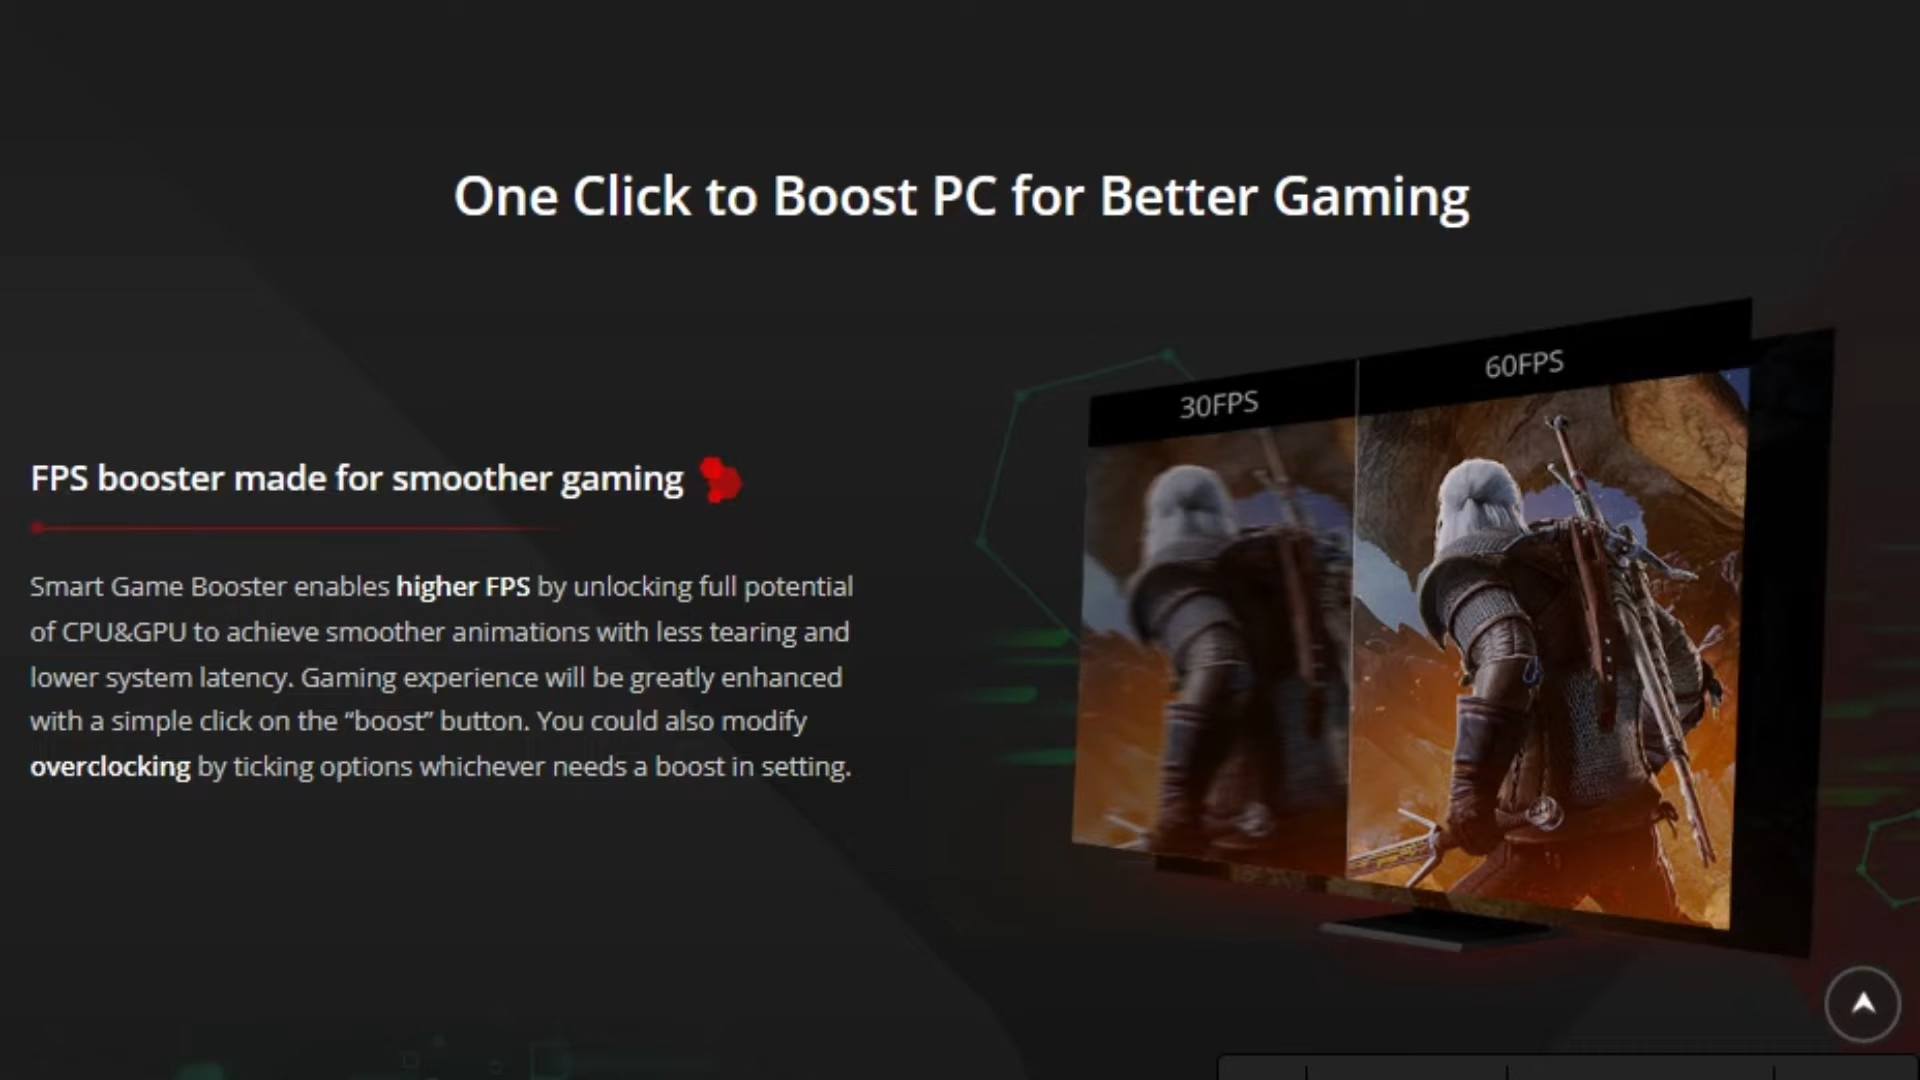 One Click to Boost PC for Better Gaming
30FPS
60FPS
FPS booster made for smoother gaming
Smart Game Booster enables higher FPS by unlocking full potential
of CPU&GPU to achieve smoother animations with less tearing and
lower system latency. Gaming experience will be greatly enhanced
with a simple click on the “boost” button. You could also modify
overclocking by ticking options whichever needs a boost in setting.